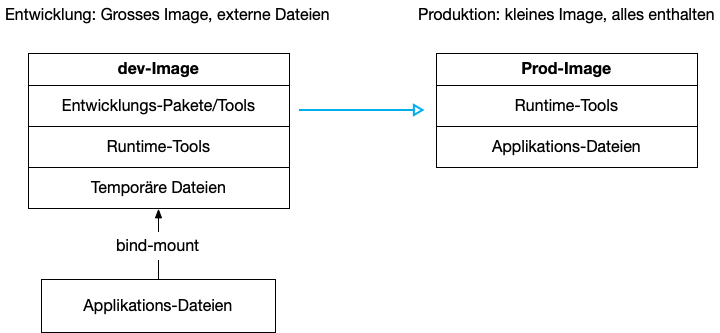 Entwicklung: Grosses Image, externe Dateien
Produktion: kleines Image, alles enthalten
dev-Image
Entwicklungs-Pakete/Tools
Runtime-Tools
Temporäre Dateien
bind-mount
Applikations-Dateien
Prod-Image
Runtime-Tools
Applikations-Dateien